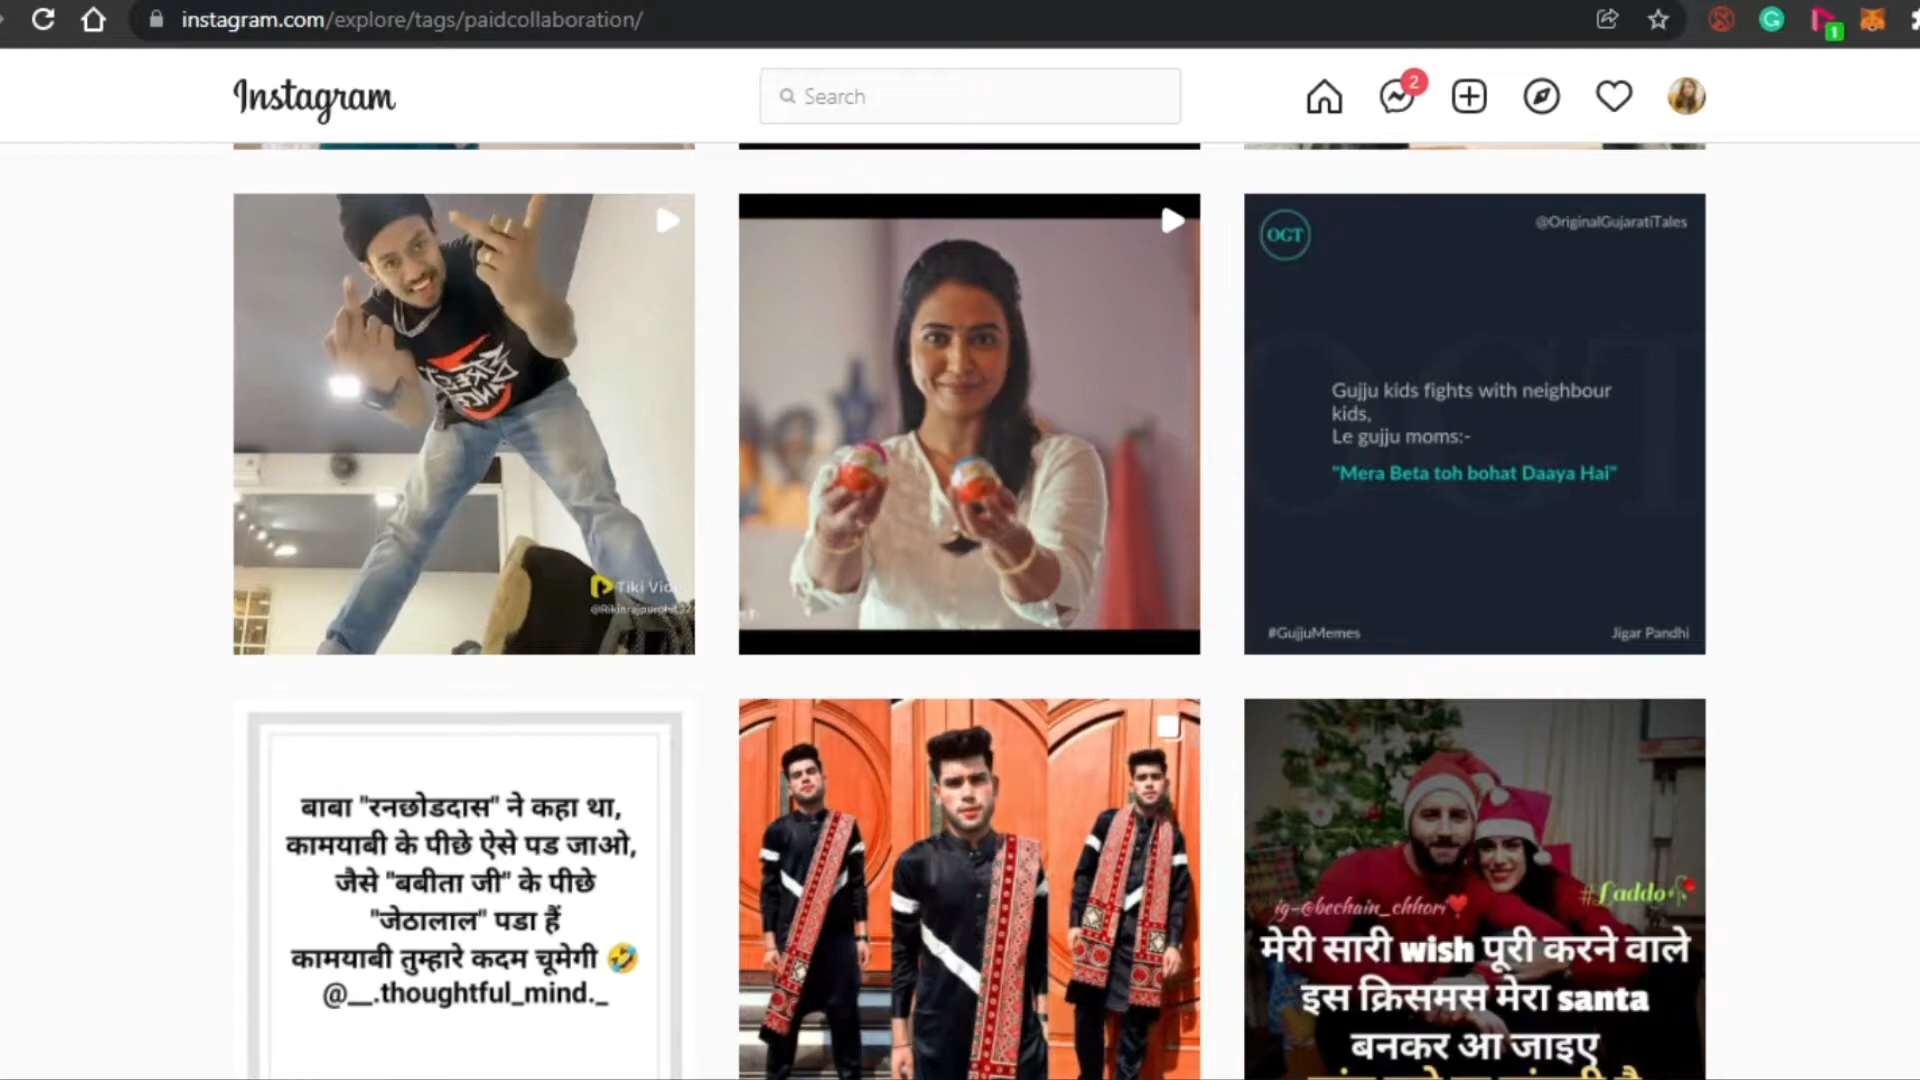 instagram.com/explore/tags/paidcollaboration/
1
Instagram
Search
2
Tiki
OGT
@OriginalGujaratiTales
Gujju kids fights with neighbour
kids,
Le gujju moms:-
"Mera Beta toh bohat Daaya Hai"
#GujjuMemes
Jigar Pandhi
बाबा "रनछोडदास" ने कहा था,
कामयाबी के पीछे ऐसे पड जाओ,
जैसे "बबीता जी" के पीछे
"जेठालाल" पडा हैं
कामयाबी तुम्हारे कदम चूमेगी 🤣
@__.thoughtful_mind._
#Laddo
ig-@bechain_chhori
मेरी सारी wish पूरी करने वाले
इस क्रिसमस मेरा santa
बनकर आ जाइए